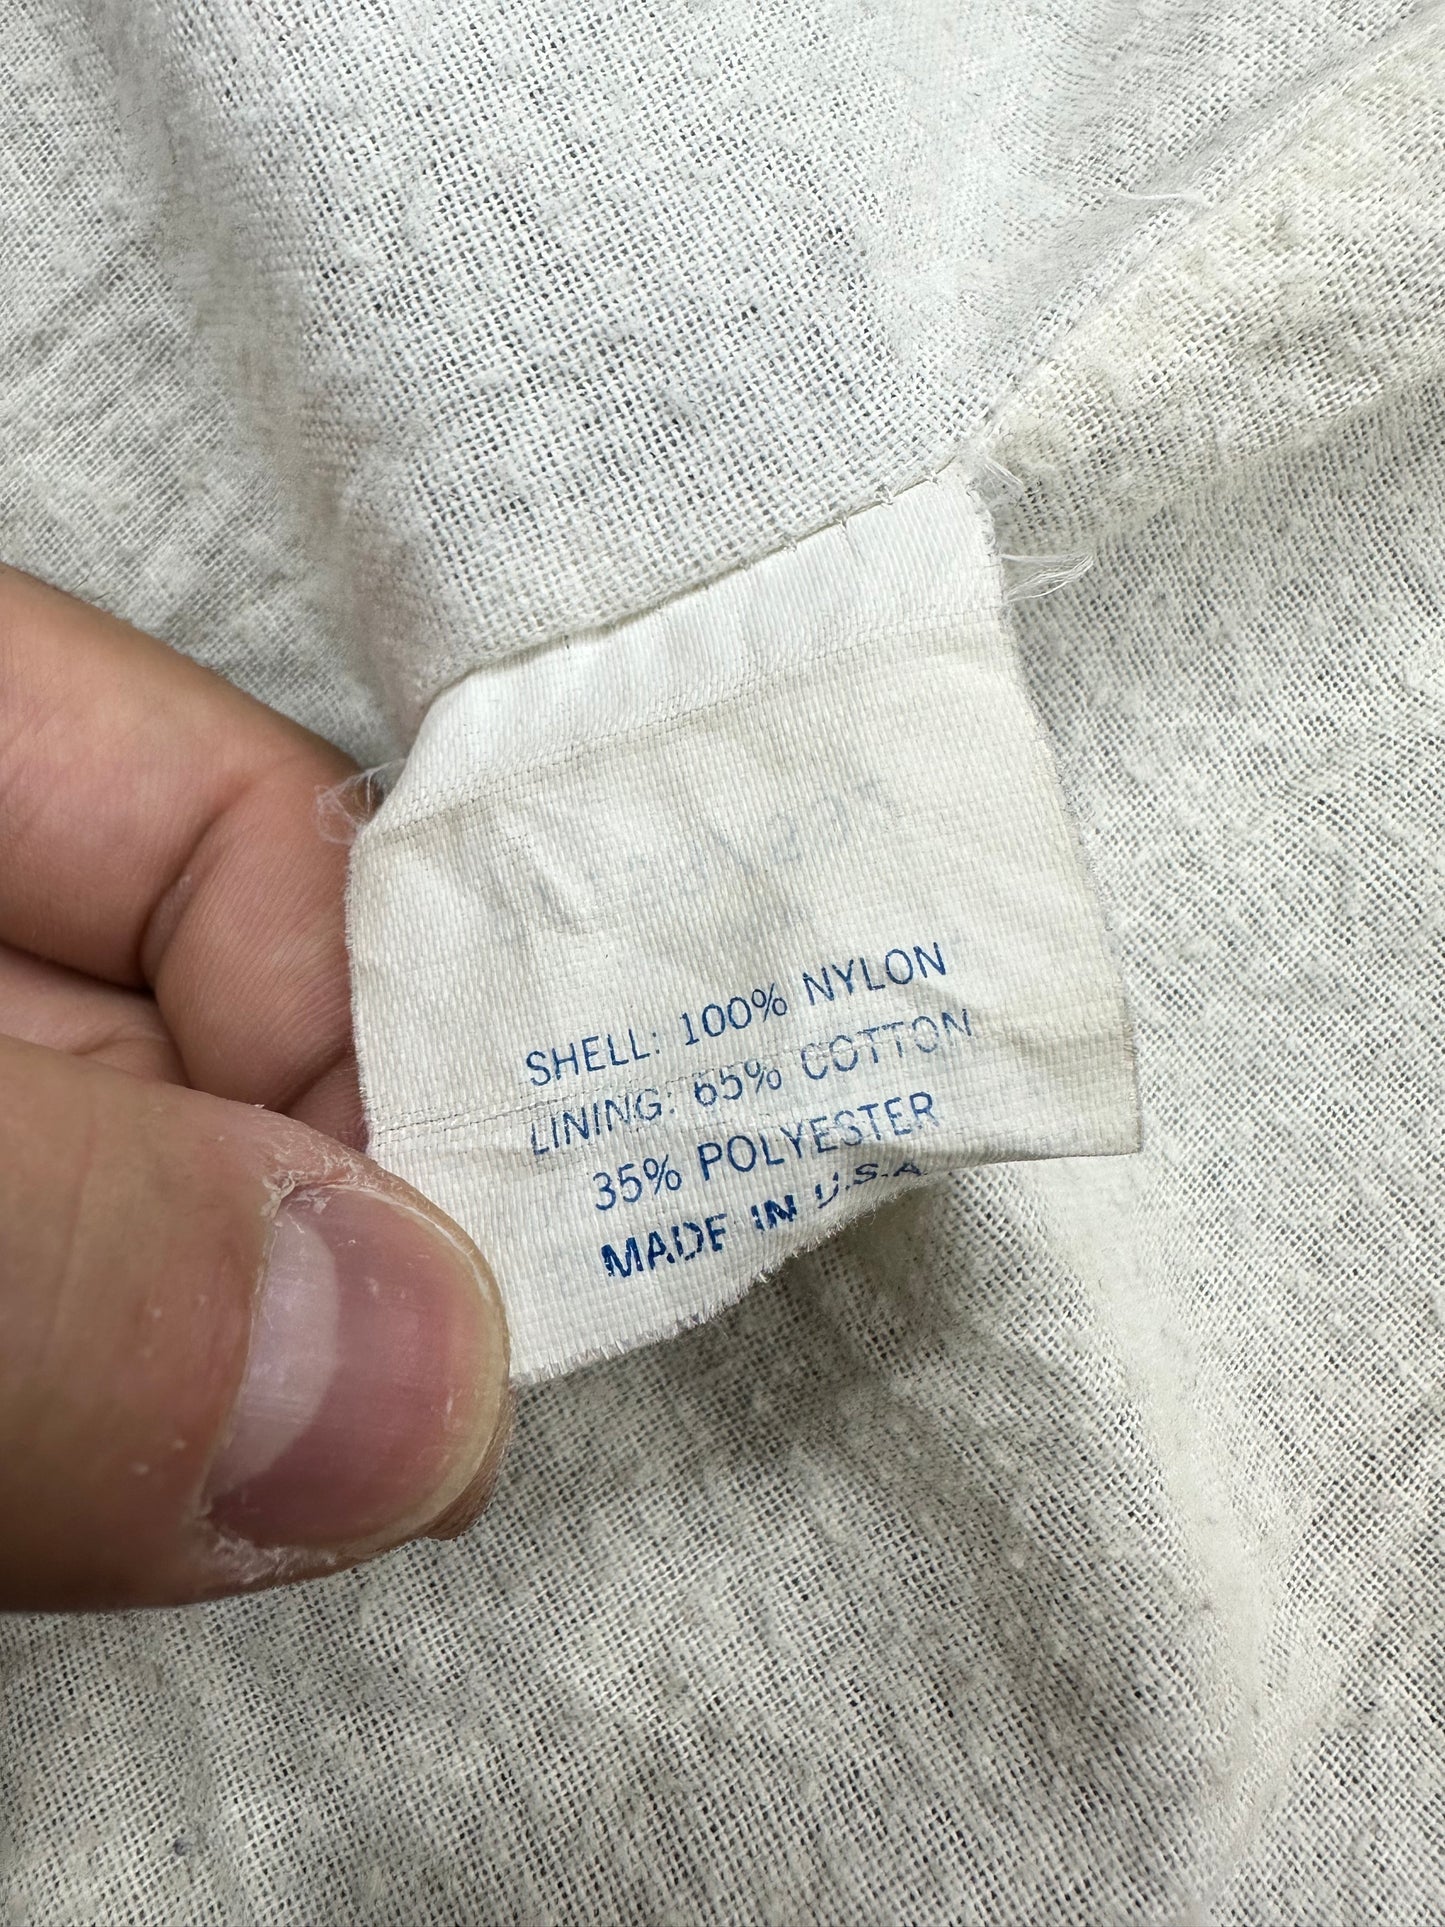 SHELL: 100% NYLON
LINING: 65% COTTON
35% POLYESTER
MADE IN U.S.A.